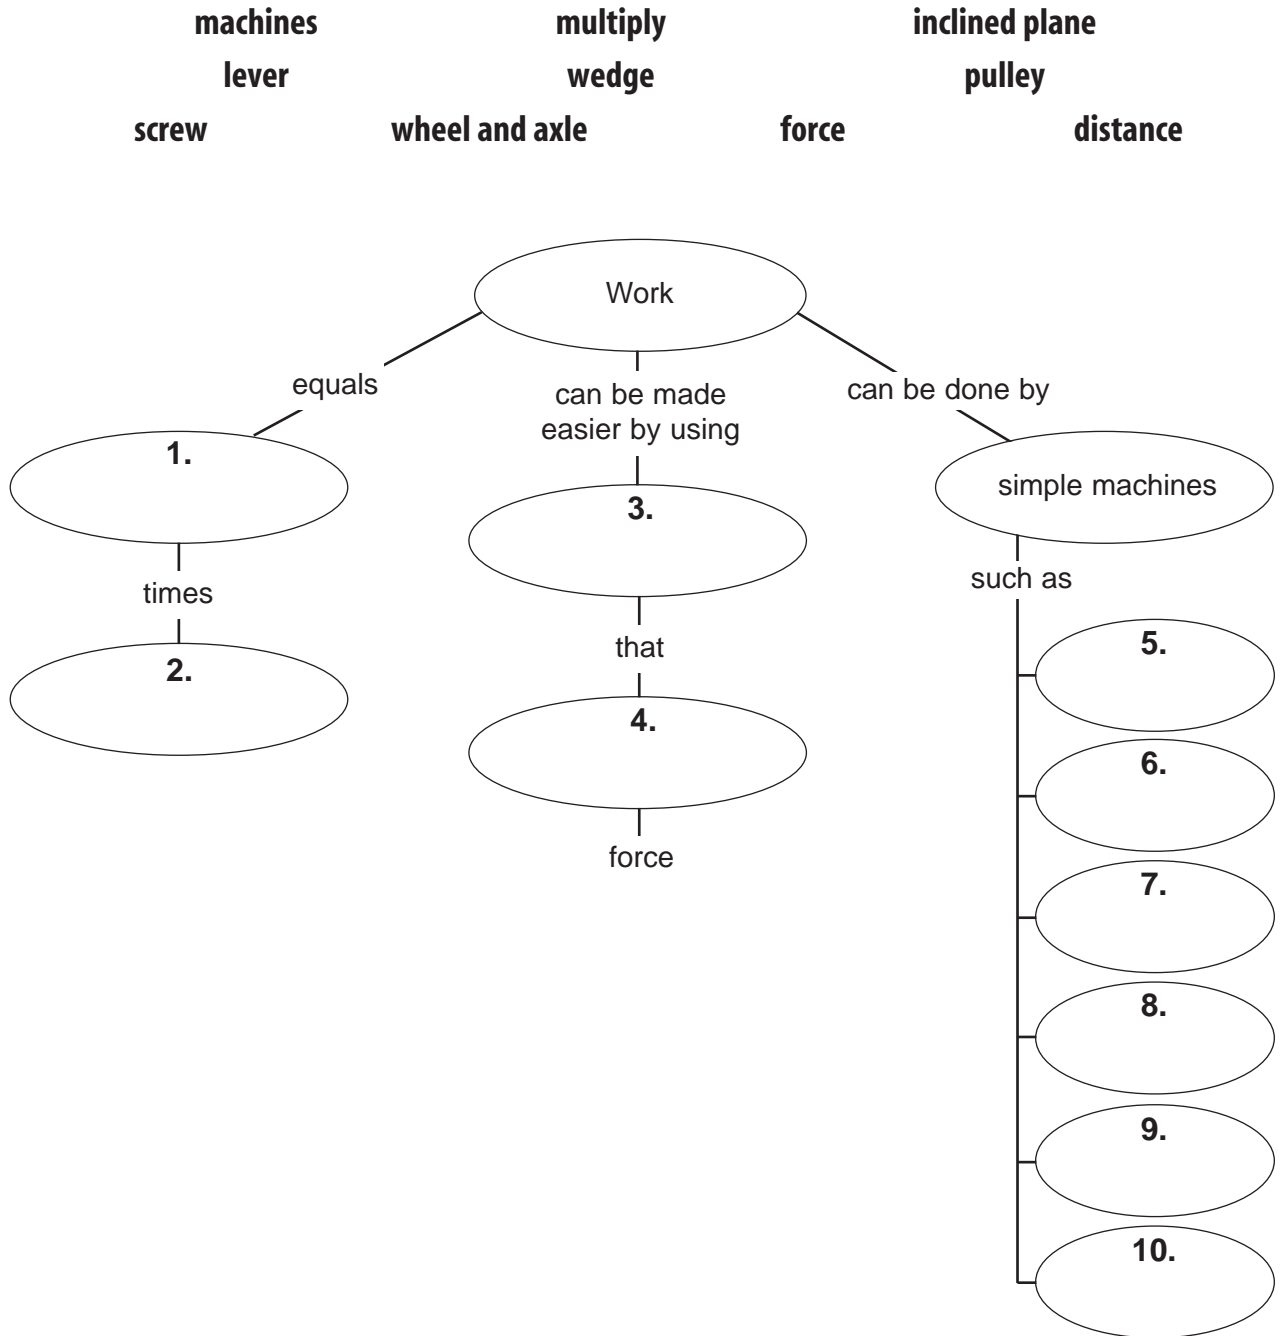 machines multiply inclined plane
lever wedge pulley
screw wheel and axle force distance
Work
equals
can be made
easier by using
can be done by
1.
times
2.
3.
that
4.
force
simple machines
such as
5.
6.
7.
8.
9.
10.